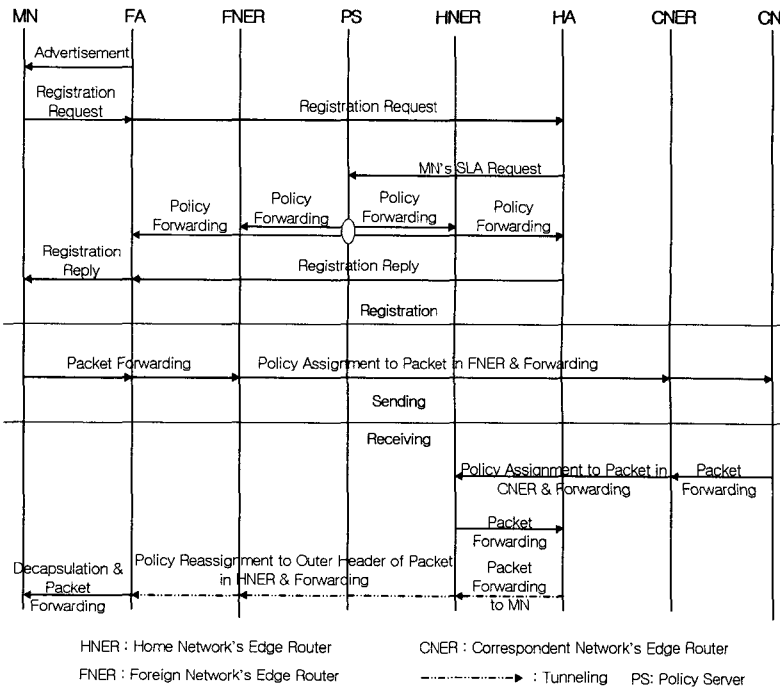 MN FA FNER PS HNER HA CNER CN
Advertisement
Registration
Request
Registration Request
MN's SLA Request
Policy
Forwarding
Policy
Forwarding
Policy
Forwarding
Policy
Forwarding
Registration
Reply
Registration Reply
Registration
Packet Forwarding
Policy Assignment to Packet in FNER & Forwarding
Sending
Receiving
Policy Assignment to Packet in
CNER & Forwarding
Packet
Forwarding
Packet
Forwarding
Decapsulation &
Packet
Forwarding
Policy Reassignment to Outer Header of Packet
in HNER & Forwarding
Packet
Forwarding
to MN
HNER : Home Network's Edge Router
CNER : Correspondent Network's Edge Router
FNER : Foreign Network's Edge Router
: Tunneling
PS: Policy Server